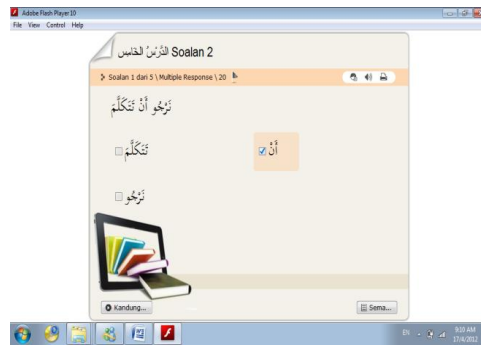 Adobe Flash Player 10
File View Control Help
Soalan 2 الدَّرْسُ الخَامِس
Soalan 1 dari 5 \ Multiple Response \ 20
نَرْجُو أَنْ تَتَكَلَّمَ
أَنْ
تَتَكَلَّمَ
نَرْجُو
Kandung...
Sema...
EN
9:10 AM
17/4/2012